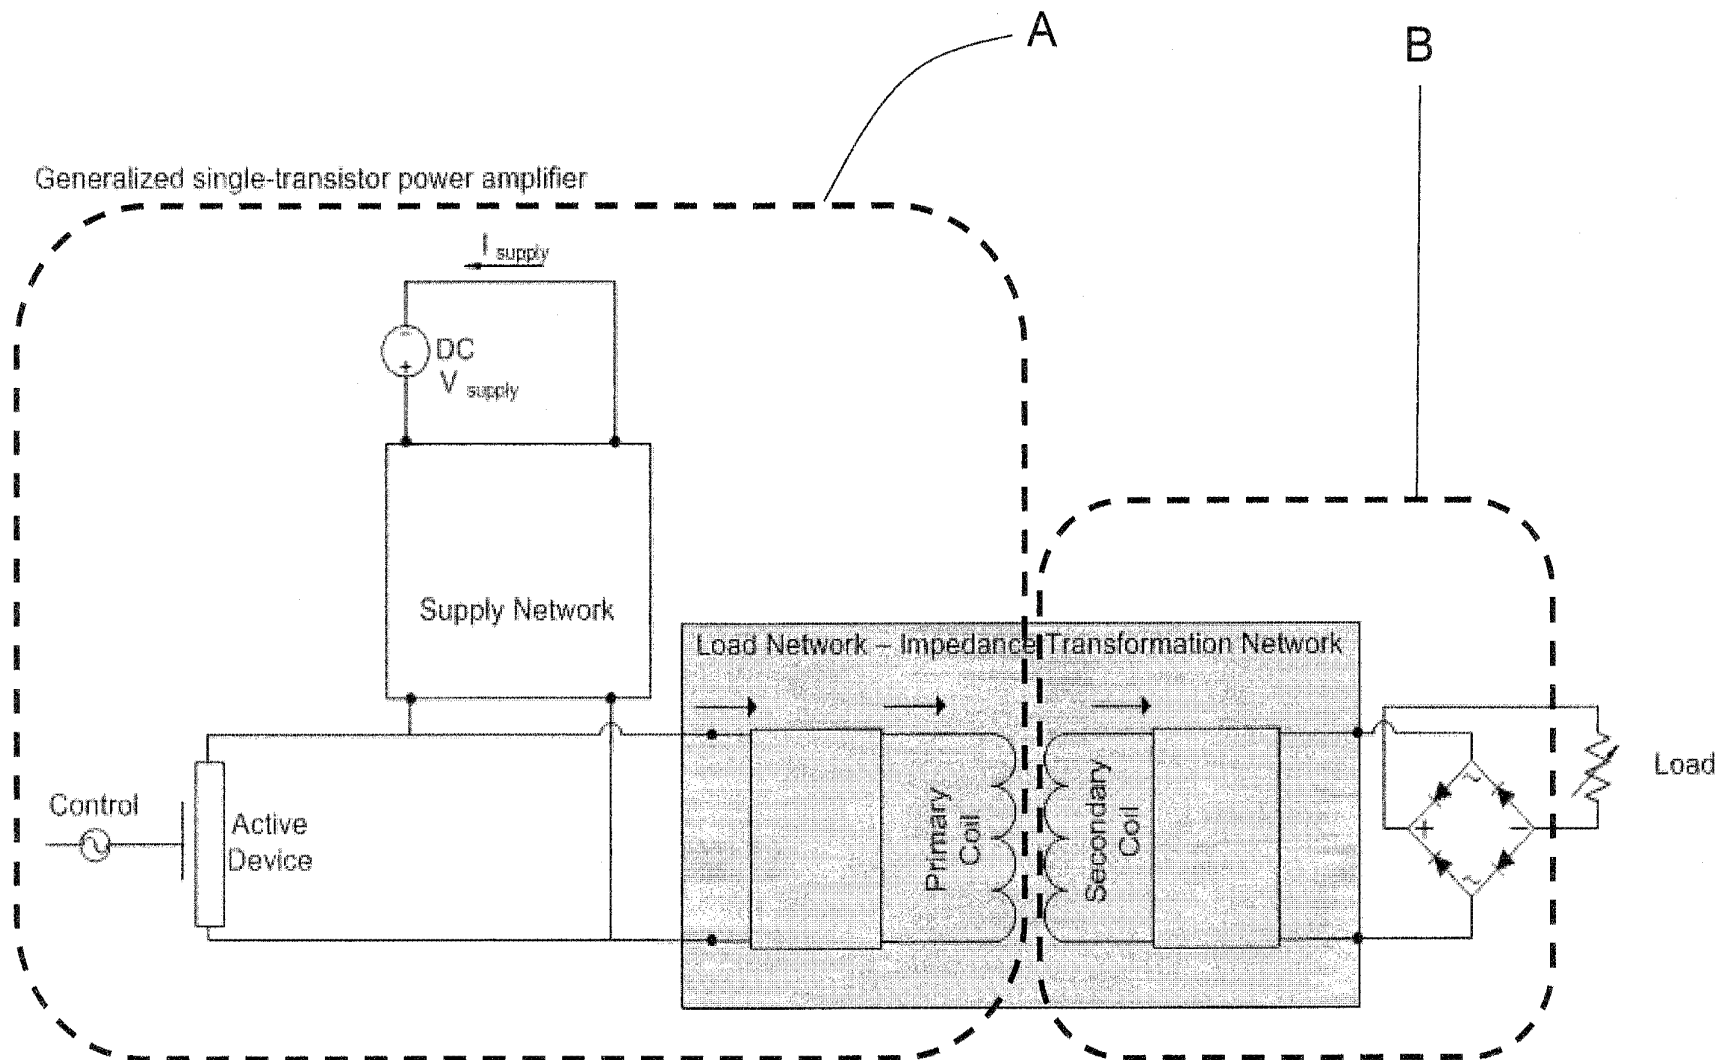 A
B
Generalized single-transistor power amplifier
I supply
−
+
DC
V supply
Supply Network
Load Network – Impedance Transformation Network
Control
Active
Device
Primary
Coil
Secondary
Coil
~
+
−
~
Load